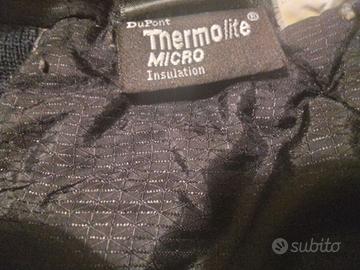 DuPont
Thermolite®
MICRO
Insulation
subito